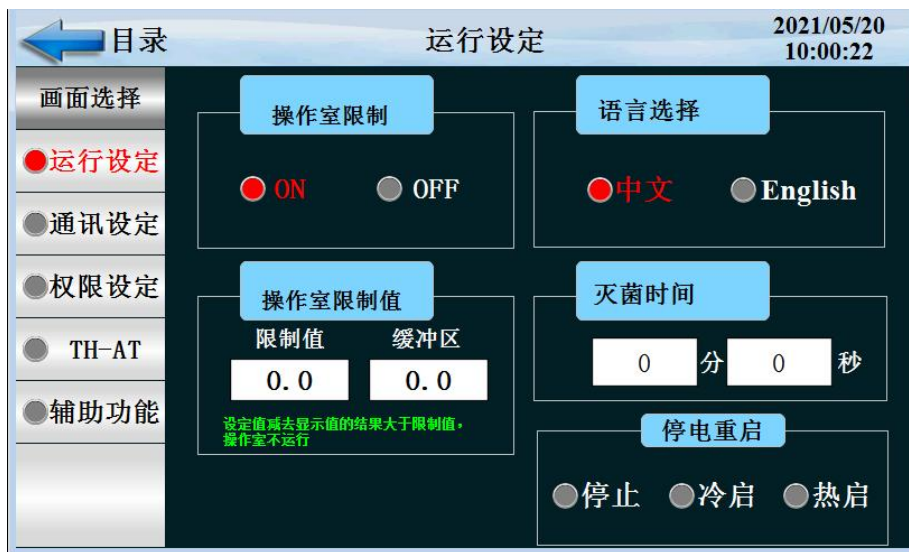 目录
运行设定
2021/05/20
10:00:22
画面选择
运行设定
通讯设定
权限设定
TH-AT
辅助功能
操作室限制
ON OFF
语言选择
中文 English
操作室限制值
限制值 缓冲区
0.0 0.0
设定值减去显示值的结果大于限制值，
操作室不运行
灭菌时间
0 分 0 秒
停电重启
停止 冷启 热启